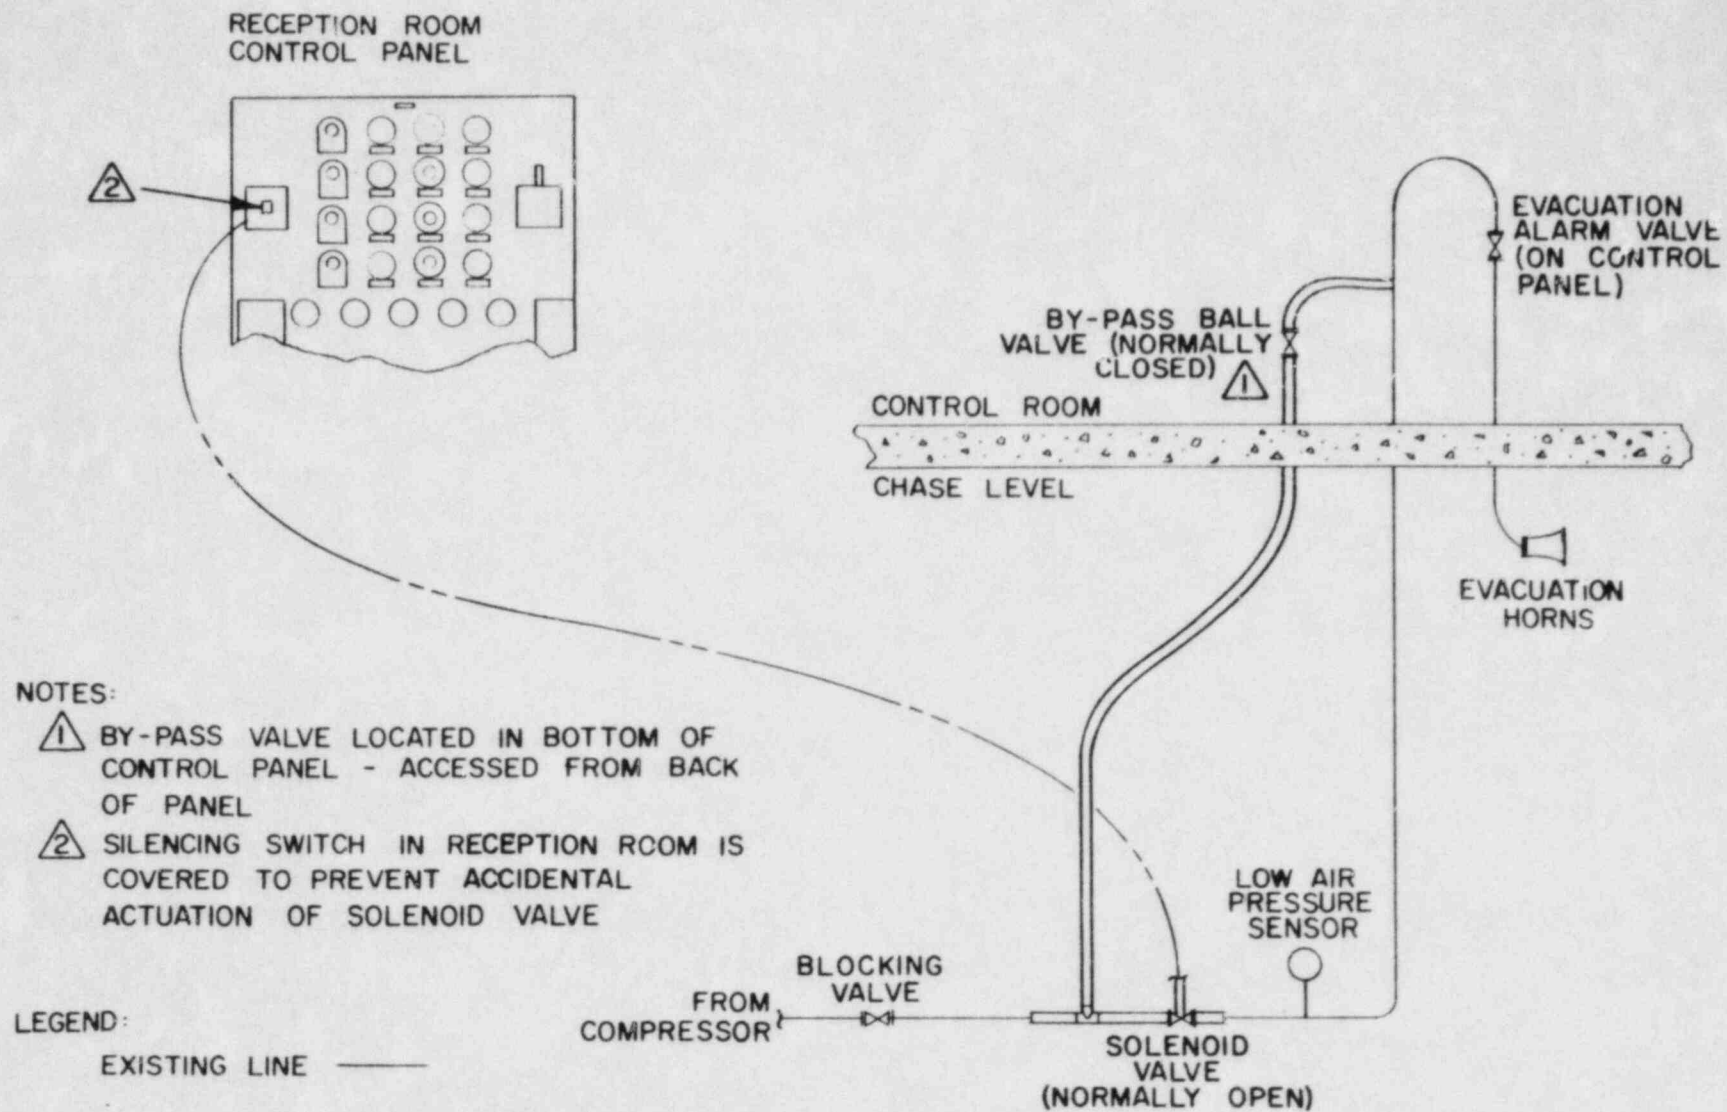 RECEPTION ROOM
CONTROL PANEL
2
EVACUATION
ALARM VALVE
(ON CONTROL
PANEL)
BY-PASS BALL
VALVE (NORMALLY
CLOSED)
1
CONTROL ROOM
CHASE LEVEL
EVACUATION
HORNS
NOTES:
1 BY-PASS VALVE LOCATED IN BOTTOM OF
CONTROL PANEL - ACCESSED FROM BACK
OF PANEL
2 SILENCING SWITCH IN RECEPTION ROOM IS
COVERED TO PREVENT ACCIDENTAL
ACTUATION OF SOLENOID VALVE
LOW AIR
PRESSURE
SENSOR
BLOCKING
VALVE
FROM
COMPRESSOR
SOLENOID
VALVE
(NORMALLY OPEN)
LEGEND:
EXISTING LINE